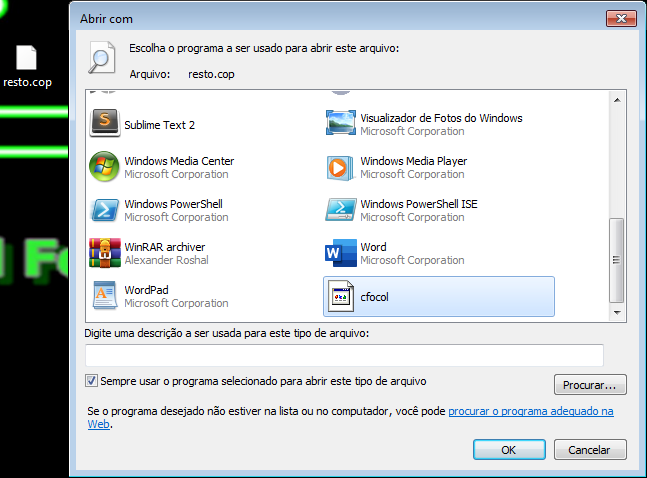 Abrir com
resto.cop
Escolha o programa a ser usado para abrir este arquivo:
Arquivo: resto.cop
Sublime Text 2
Visualizador de Fotos do Windows
Microsoft Corporation
Windows Media Center
Microsoft Corporation
Windows Media Player
Microsoft Corporation
Windows PowerShell
Microsoft Corporation
Windows PowerShell ISE
Microsoft Corporation
WinRAR archiver
Alexander Roshal
Word
Microsoft Corporation
WordPad
Microsoft Corporation
cfocol
Digite uma descrição a ser usada para este tipo de arquivo:
Sempre usar o programa selecionado para abrir este tipo de arquivo
Procurar...
Se o programa desejado não estiver na lista ou no computador, você pode procurar o programa adequado na
Web.
OK
Cancelar